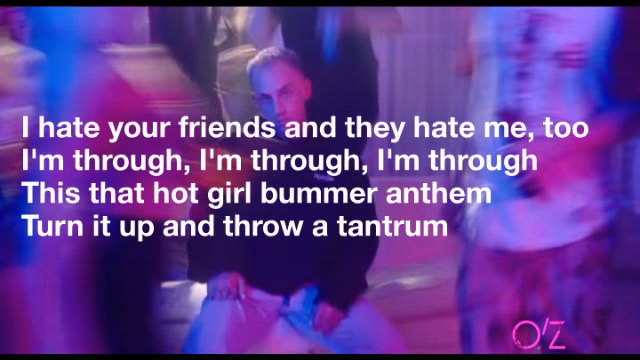 I hate your friends and they hate me, too
I'm through, I'm through, I'm through
This that hot girl bummer anthem
Turn it up and throw a tantrum
O'Z